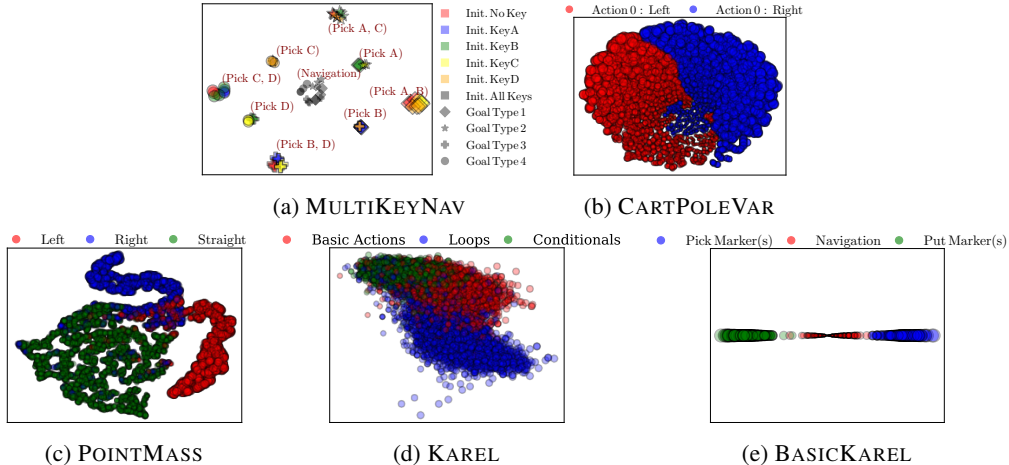 (Pick A, C)
(Pick C)
(Pick A)
(Navigation)
(Pick C, D)
(Pick A, B)
(Pick D)
(Pick B)
(Pick B, D)
Init. No Key
Init. KeyA
Init. KeyB
Init. KeyC
Init. KeyD
Init. All Keys
Goal Type 1
Goal Type 2
Goal Type 3
Goal Type 4
Action 0 : Left Action 0 : Right
(a) MULTIKEYNAV (b) CARTPOLEVAR
Left Right Straight
Basic Actions Loops Conditionals
Pick Marker(s) Navigation Put Marker(s)
(c) POINTMASS (d) KAREL (e) BASICKAREL